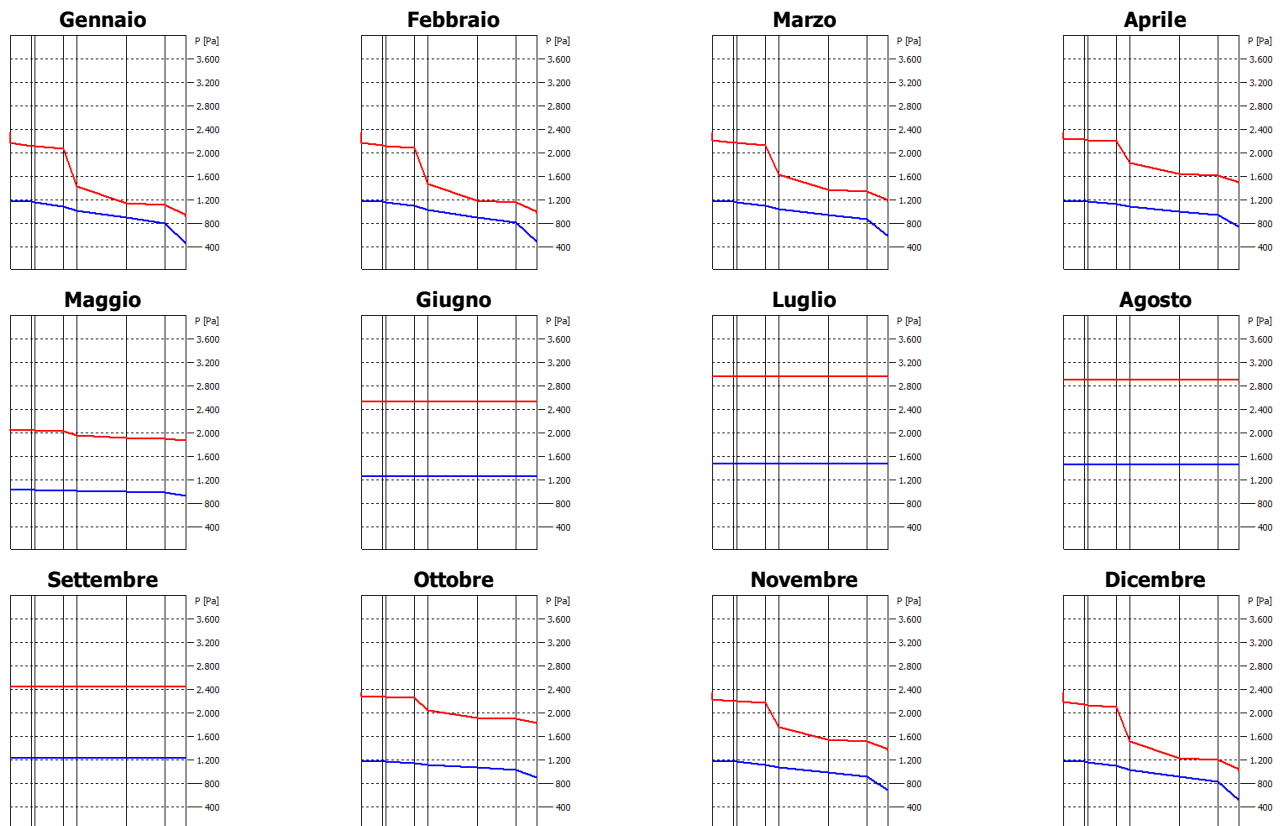 Gennaio Febbraio Marzo Aprile
P [Pa] P [Pa] P [Pa] P [Pa]
3.600 3.600 3.600 3.600
3.200 3.200 3.200 3.200
2.800 2.800 2.800 2.800
2.400 2.400 2.400 2.400
2.000 2.000 2.000 2.000
1.600 1.600 1.600 1.600
1.200 1.200 1.200 1.200
800 800 800 800
400 400 400 400
Maggio Giugno Luglio Agosto
P [Pa] P [Pa] P [Pa] P [Pa]
3.600 3.600 3.600 3.600
3.200 3.200 3.200 3.200
2.800 2.800 2.800 2.800
2.400 2.400 2.400 2.400
2.000 2.000 2.000 2.000
1.600 1.600 1.600 1.600
1.200 1.200 1.200 1.200
800 800 800 800
400 400 400 400
Settembre Ottobre Novembre Dicembre
P [Pa] P [Pa] P [Pa] P [Pa]
3.600 3.600 3.600 3.600
3.200 3.200 3.200 3.200
2.800 2.800 2.800 2.800
2.400 2.400 2.400 2.400
2.000 2.000 2.000 2.000
1.600 1.600 1.600 1.600
1.200 1.200 1.200 1.200
800 800 800 800
400 400 400 400